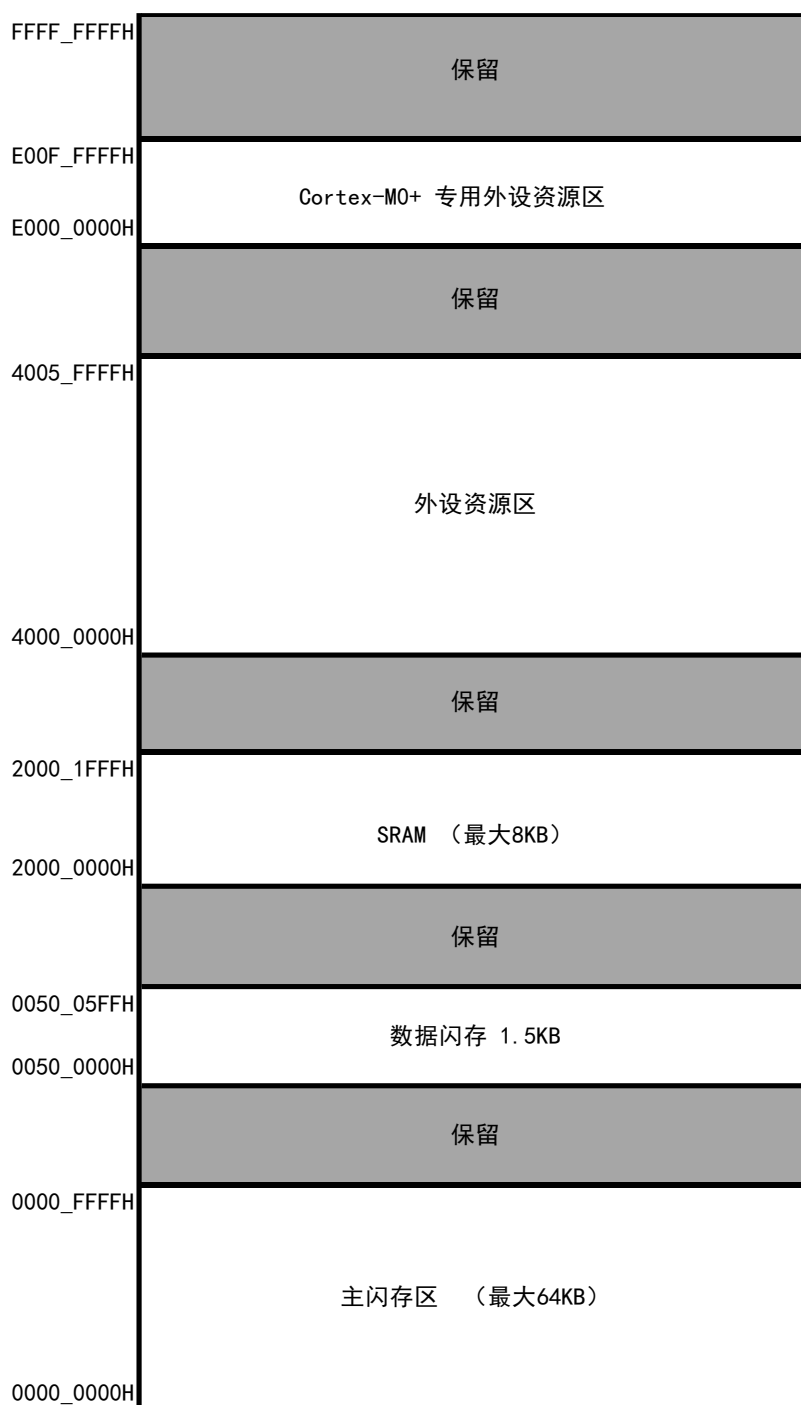 FFFF_FFFFH
保留
E00F_FFFFH
Cortex-M0+ 专用外设资源区
E000_0000H
保留
4005_FFFFH
外设资源区
4000_0000H
保留
2000_1FFFH
SRAM （最大8KB）
2000_0000H
保留
0050_05FFH
数据闪存 1.5KB
0050_0000H
保留
0000_FFFFH
主闪存区 （最大64KB）
0000_0000H